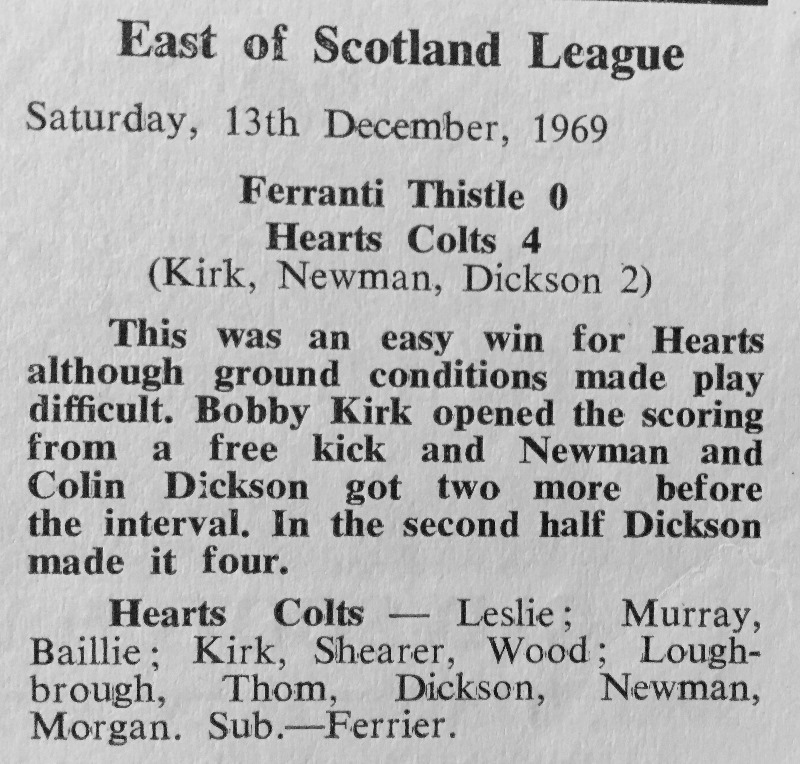 East of Scotland League
Saturday, 13th December, 1969
Ferranti Thistle 0
Hearts Colts 4
(Kirk, Newman, Dickson 2)
This was an easy win for Hearts
although ground conditions made play
difficult. Bobby Kirk opened the scoring
from a free kick and Newman and
Colin Dickson got two more before
the interval. In the second half Dickson
made it four.
Hearts Colts — Leslie; Murray,
Baillie; Kirk, Shearer, Wood; Lough-
brough, Thom, Dickson, Newman,
Morgan. Sub.—Ferrier.